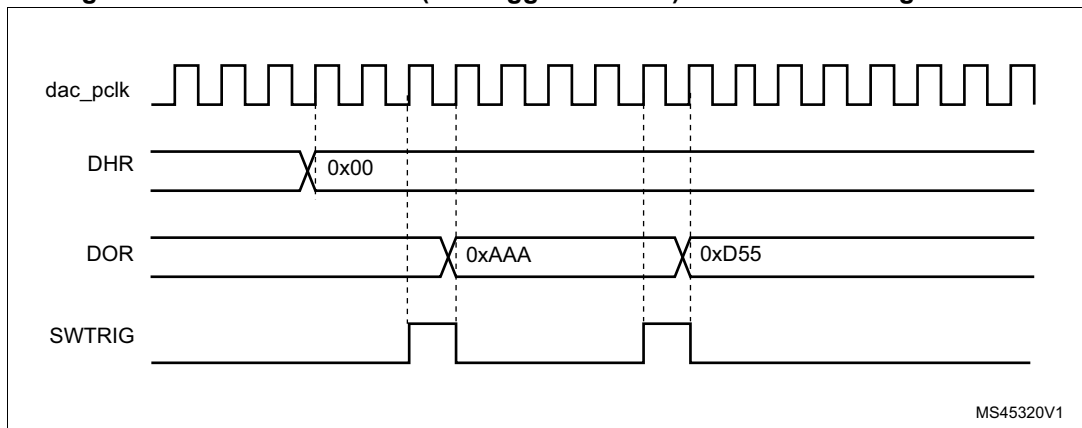 dac_pclk
DHR
0x00
DOR
0xAAA
0xD55
SWTRIG
MS45320V1